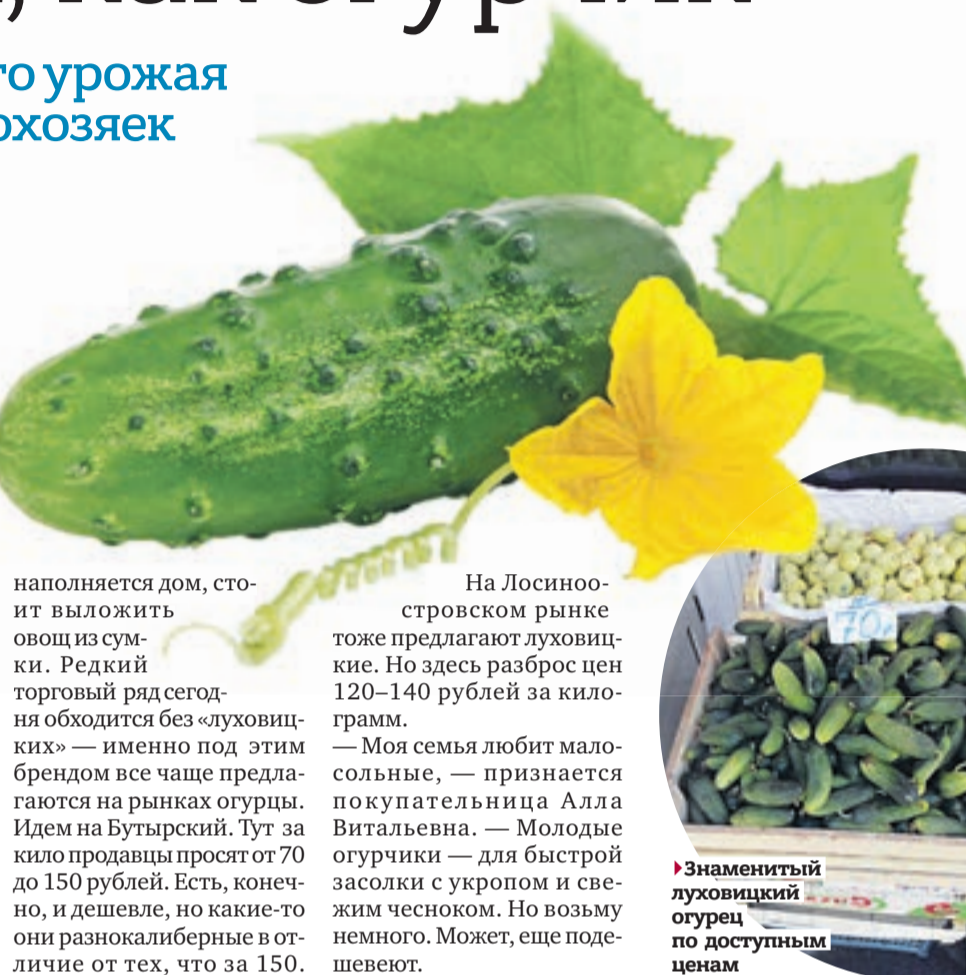 , как огурчик
го урожая
охозяек
наполняется дом, сто-
ит выложить
овощ из сум-
ки. Редкий
торговый ряд сегод-
ня обходится без «луховиц-
ких» — именно под этим
брендом все чаще предла-
гаются на рынках огурцы.
Идем на Бутырский. Тут за
кило продавцы просят от 70
до 150 рублей. Есть, конеч-
но, и дешевле, но какие-то
они разнокалиберные в от-
личие от тех, что за 150.
На Лосиноо-
стровском рынке
тоже предлагают луховиц-
кие. Но здесь разброс цен
120–140 рублей за кило-
грамм.
— Моя семья любит мало-
сольные, — признается
покупательница Алла
Витальевна. — Молодые
огурчики — для быстрой
засолки с укропом и све-
жим чесноком. Но возьму
немного. Может, еще поде-
шевеют.
70
Знаменитый
луховицкий
огурец
по доступным
ценам